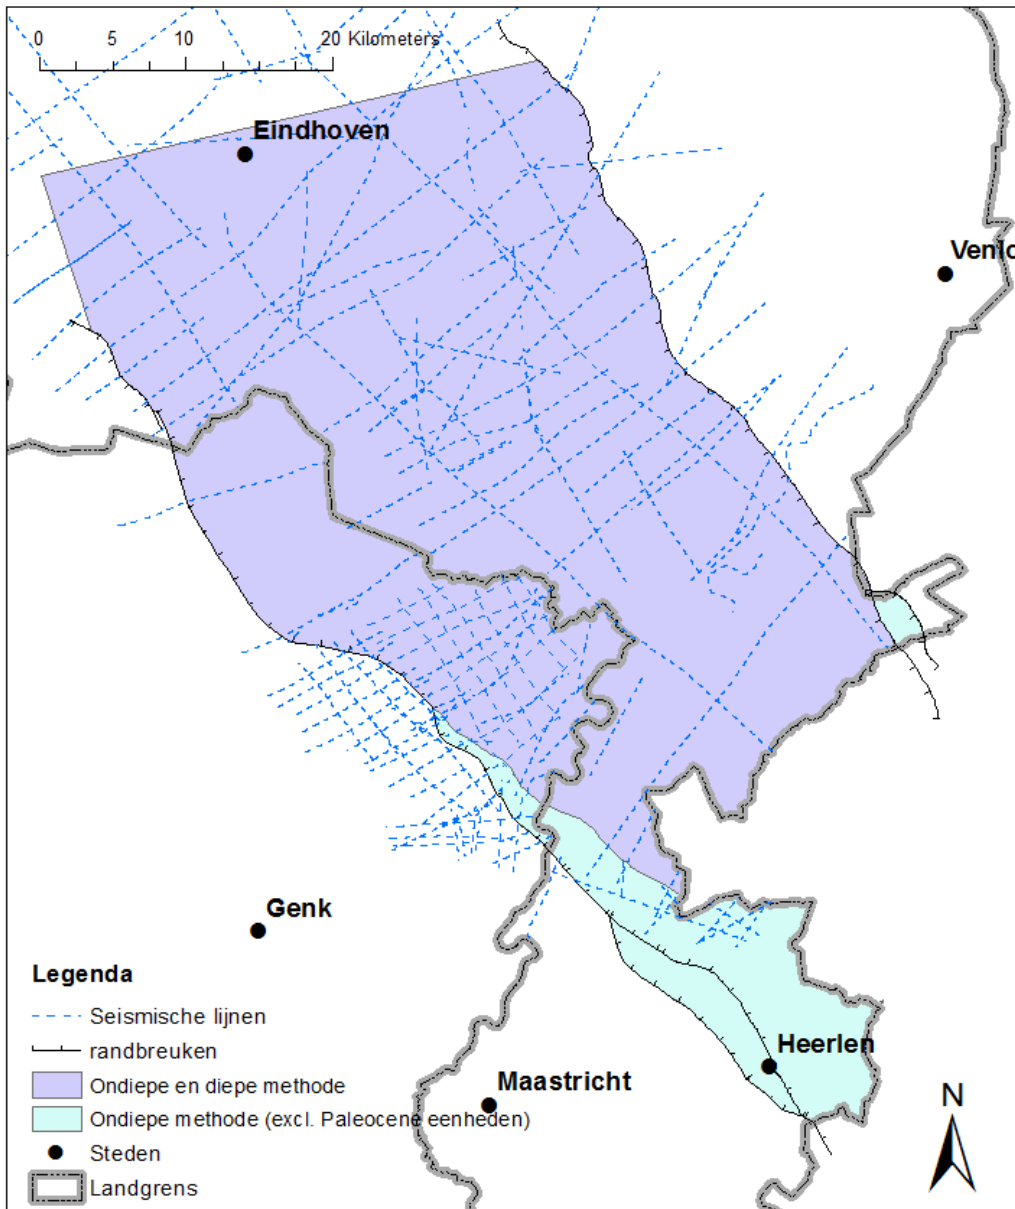 0 5 10 20 Kilometers
Eindhoven
Venlo
Genk
Legenda
Seismische lijnen
randbreuken
Ondiepe en diepe methode
Ondiepe methode (excl. Paleocene eenheden)
Steden
Landgrens
Maastricht
Heerlen
N